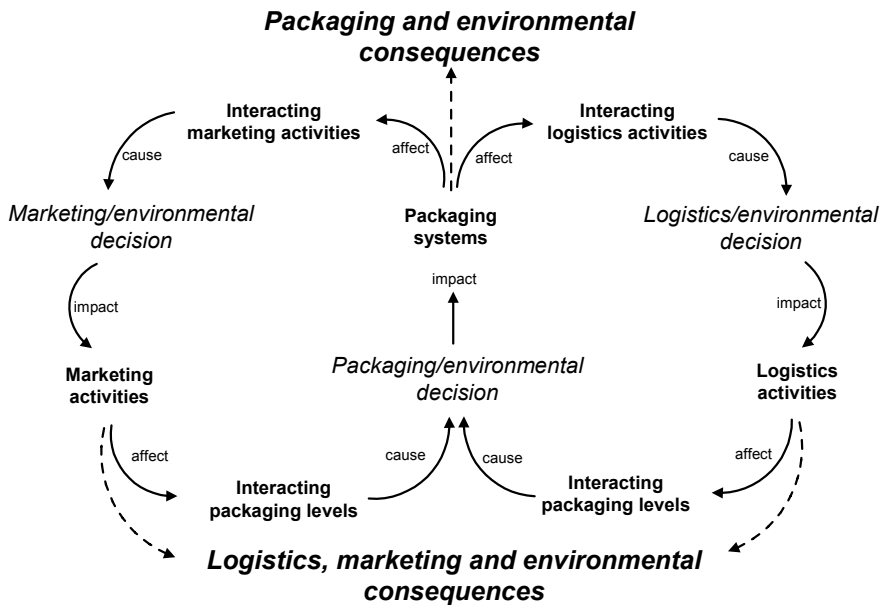 Packaging and environmental
consequences
Interacting
marketing activities
Interacting
logistics activities
affect
affect
cause
cause
Marketing/environmental
decision
Packaging
systems
Logistics/environmental
decision
impact
impact
impact
Marketing
activities
Packaging/environmental
decision
Logistics
activities
affect
cause
cause
affect
Interacting
packaging levels
Interacting
packaging levels
Logistics, marketing and environmental
consequences